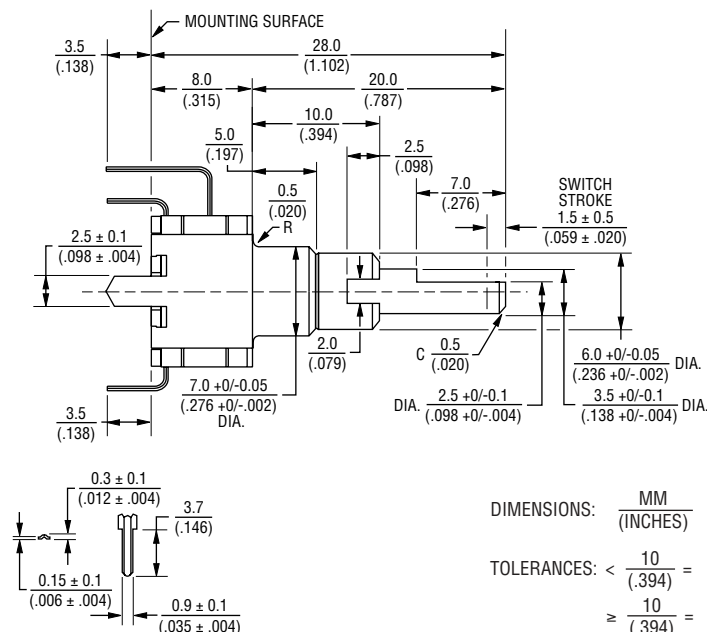 MOUNTING SURFACE
3.5
(.138)
28.0
(1.102)
8.0
(.315)
20.0
(.787)
10.0
(.394)
5.0
(.197)
2.5
(.098)
7.0
(.276)
SWITCH
STROKE
1.5 ± 0.5
(.059 ± .020)
0.5
(.020)
R
2.5 ± 0.1
(.098 ± .004)
2.0
(.079)
C 0.5
(.020)
6.0 +0/-0.05 DIA.
(.236 +0/-.002)
7.0 +0/-0.05
(.276 +0/-.002)
DIA.
DIA. 2.5 +0/-0.1
(.098 +0/-.004)
3.5 +0/-0.1 DIA.
(.138 +0/-.004)
3.5
(.138)
0.3 ± 0.1
(.012 ± .004)
3.7
(.146)
0.15 ± 0.1
(.006 ± .004)
0.9 ± 0.1
(.035 ± .004)
DIMENSIONS: MM
(INCHES)
TOLERANCES: < 10 =
(.394)
≥ 10 =
(.394)